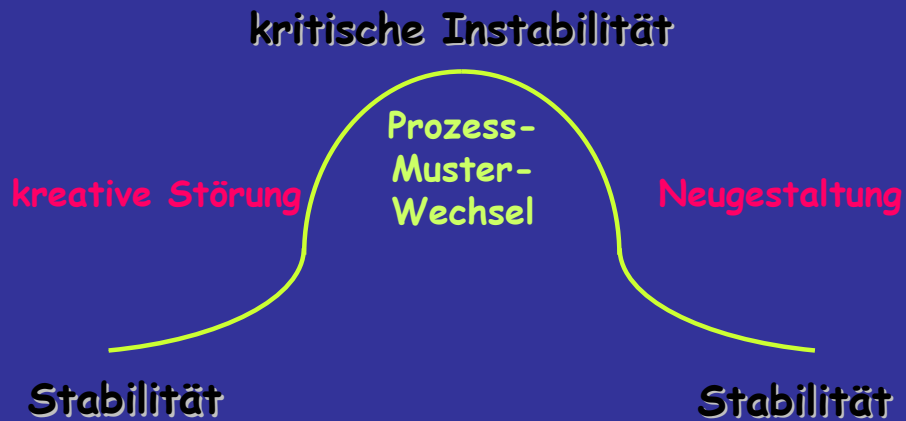 kritische Instabilität
Prozess-
Muster-
Wechsel
kreative Störung
Neugestaltung
Stabilität
Stabilität